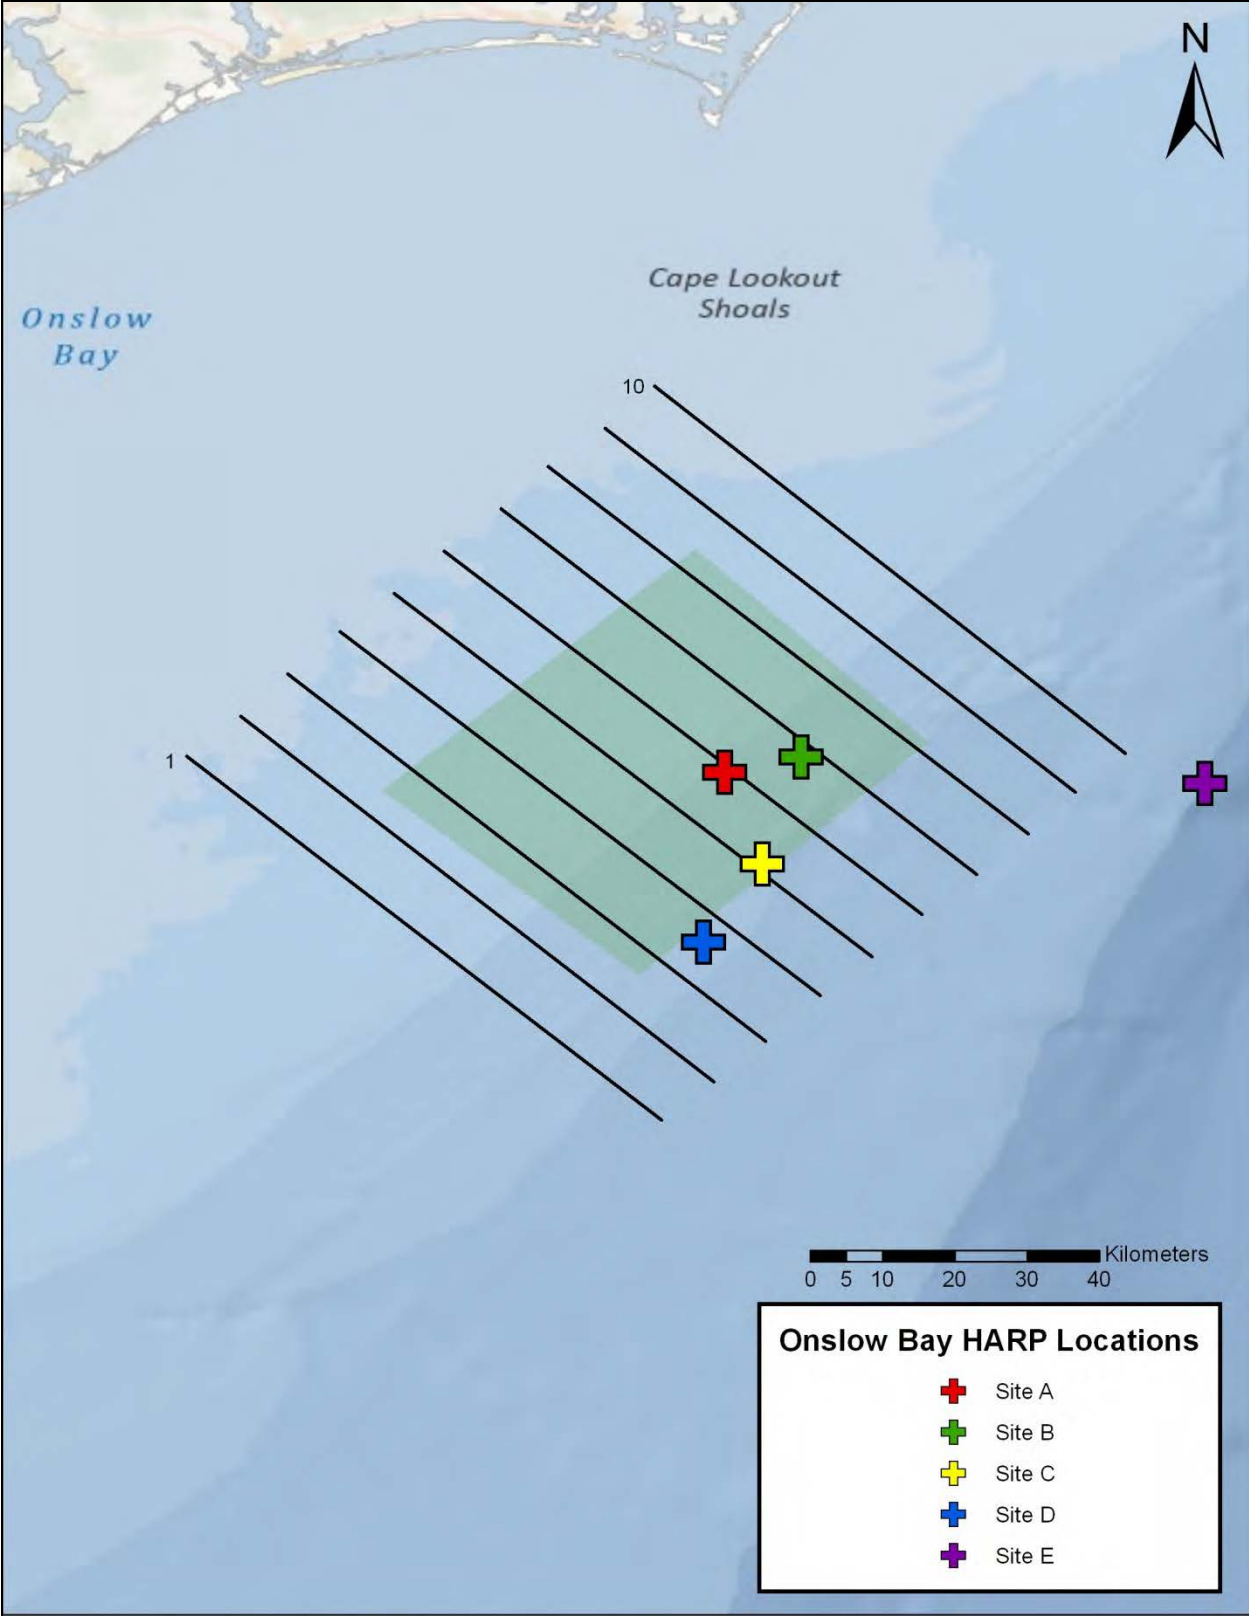 N
Cape Lookout
Shoals
Onslow
Bay
10
1
Kilometers
0 5 10 20 30 40
Onslow Bay HARP Locations
Site A
Site B
Site C
Site D
Site E